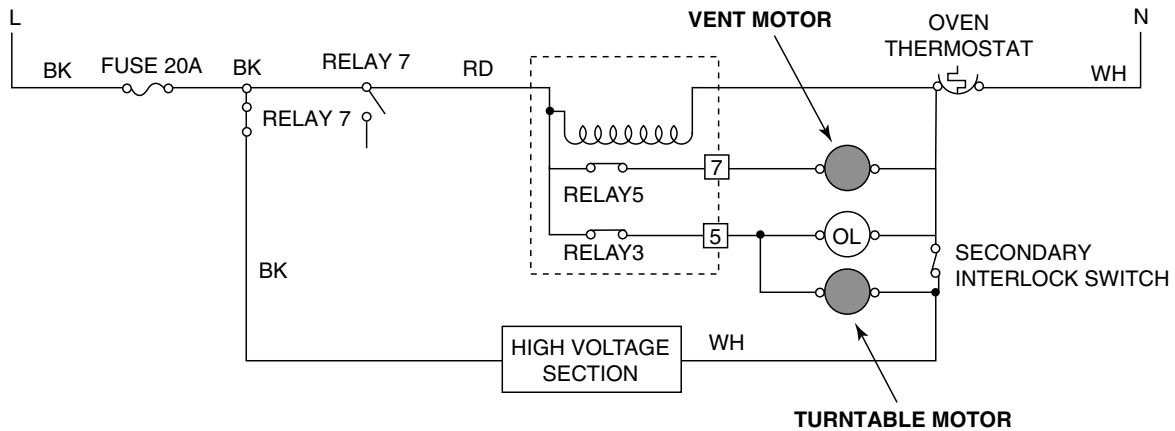 L
VENT MOTOR
OVEN
THERMOSTAT
N
BK
FUSE 20A
BK
RELAY 7
RD
WH
RELAY 7
7
RELAY5
5
OL
RELAY3
SECONDARY
INTERLOCK SWITCH
BK
HIGH VOLTAGE
SECTION
WH
TURNTABLE MOTOR